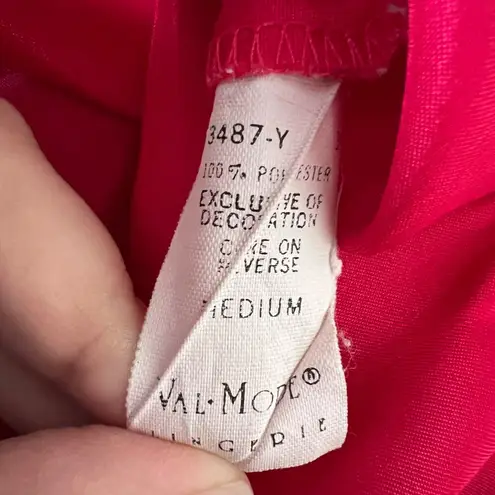 3487-Y
100% POLYESTER
EXCLUSIVE OF
DECORATION
CARE ON
REVERSE
MEDIUM
VAL·MODE®
LINGERIE